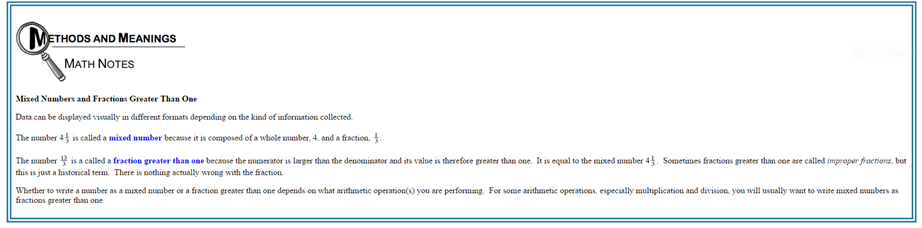 METHODS AND MEANINGS
MATH NOTES
Mixed Numbers and Fractions Greater Than One
Data can be displayed visually in different formats depending on the kind of information collected.
The number 4 1/3 is called a mixed number because it is composed of a whole number, 4, and a fraction, 1/3.
The number 13/3 is a called a fraction greater than one because the numerator is larger than the denominator and its value is therefore greater than one. It is equal to the mixed number 4 1/3. Sometimes fractions greater than one are called improper fractions, but
this is just a historical term. There is nothing actually wrong with the fraction.
Whether to write a number as a mixed number or a fraction greater than one depends on what arithmetic operation(s) you are performing. For some arithmetic operations, especially multiplication and division, you will usually want to write mixed numbers as
fractions greater than one.